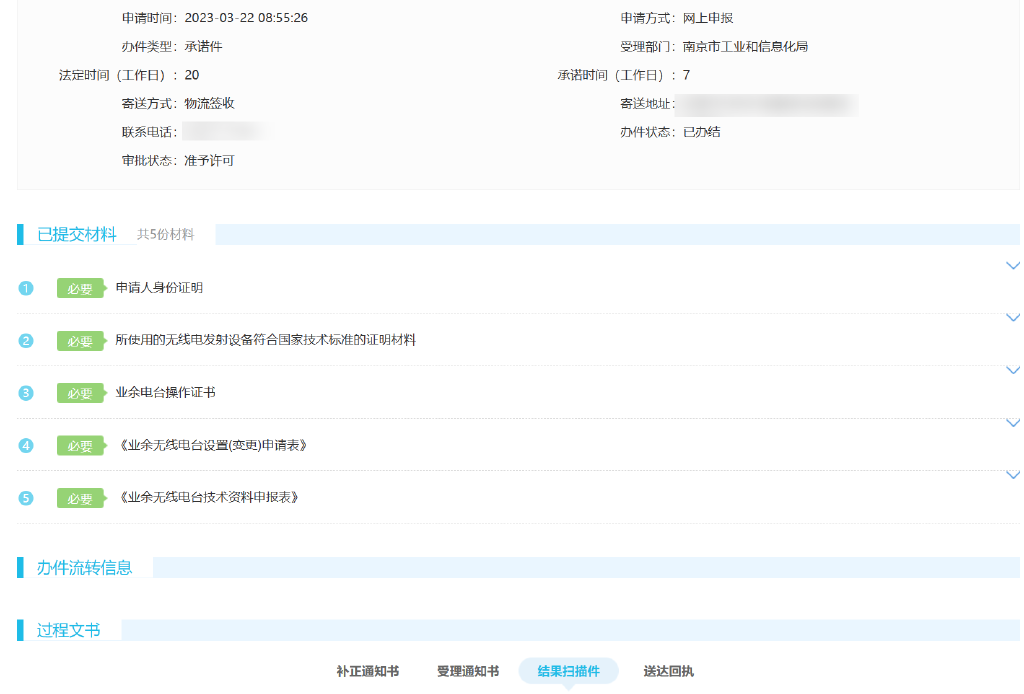 申请时间：2023-03-22 08:55:26 申请方式：网上申报
办件类型：承诺件 受理部门：南京市工业和信息化局
法定时间（工作日）：20 承诺时间（工作日）：7
寄送方式：物流签收 寄送地址：
联系电话： 办件状态：已办结
审批状态：准予许可
已提交材料 共5份材料
1 必要 申请人身份证明
2 必要 所使用的无线电发射设备符合国家技术标准的证明材料
3 必要 业余电台操作证书
4 必要 《业余无线电台设置(变更)申请表》
5 必要 《业余无线电台技术资料申报表》
办件流转信息
过程文书
补正通知书 受理通知书 结果扫描件 送达回执